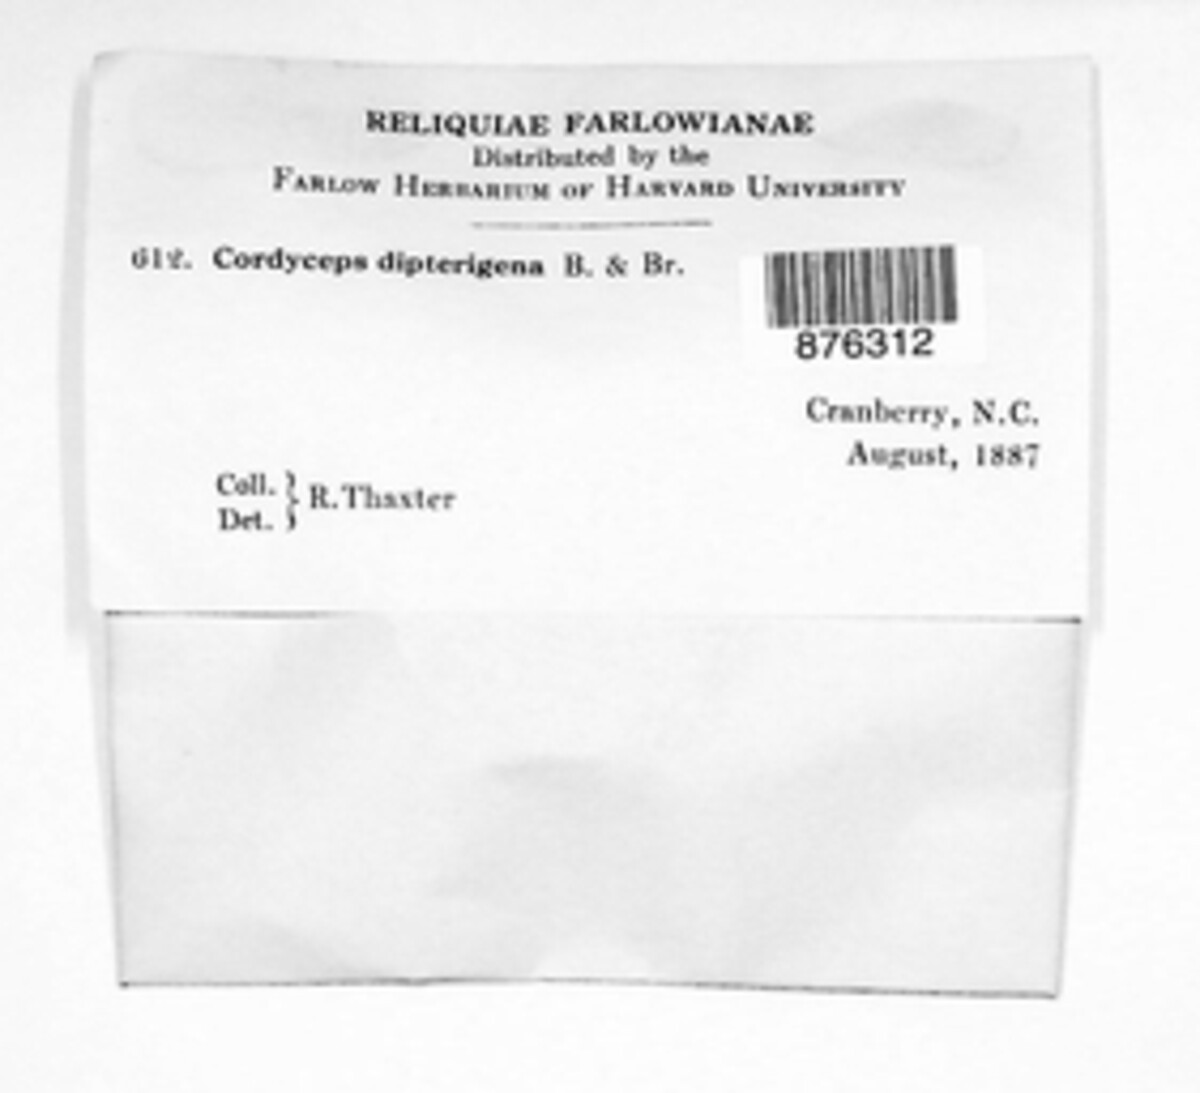 RELIQUIAE FARLOWIANAE
Distributed by the
FARLOW HERBARIUM OF HARVARD UNIVERSITY
612. Cordyceps dipterigena B. & Br.
876312
Cranberry, N.C.
August, 1887
Coll.
Det. } R. Thaxter